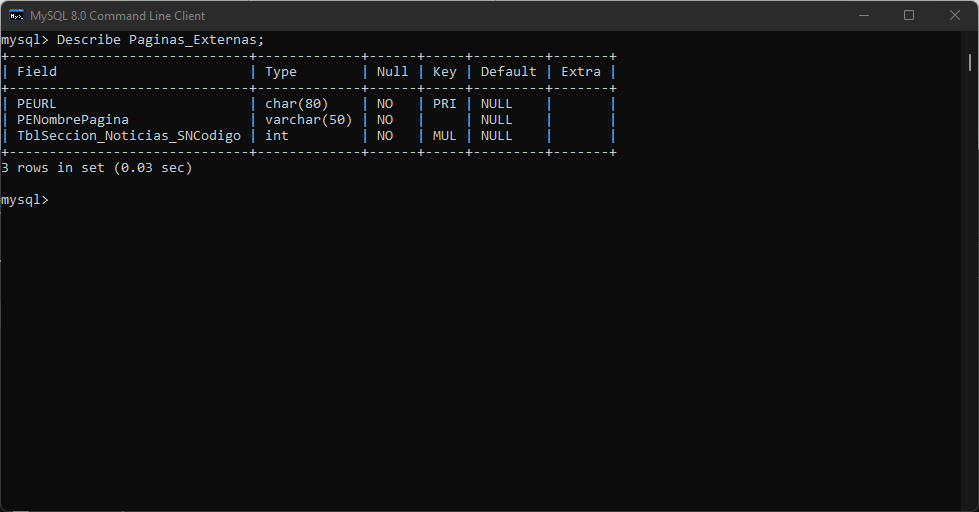 MySQL 8.0 Command Line Client
mysql> Describe Paginas_Externas;
+------------------------------+-------------+------+-----+---------+-------+
| Field                        | Type        | Null | Key | Default | Extra |
+------------------------------+-------------+------+-----+---------+-------+
| PEURL                        | char(80)    | NO   | PRI | NULL    |       |
| PENombrePagina               | varchar(50) | NO   |     | NULL    |       |
| TblSeccion_Noticias_SNCodigo | int         | NO   | MUL | NULL    |       |
+------------------------------+-------------+------+-----+---------+-------+
3 rows in set (0.03 sec)
mysql>